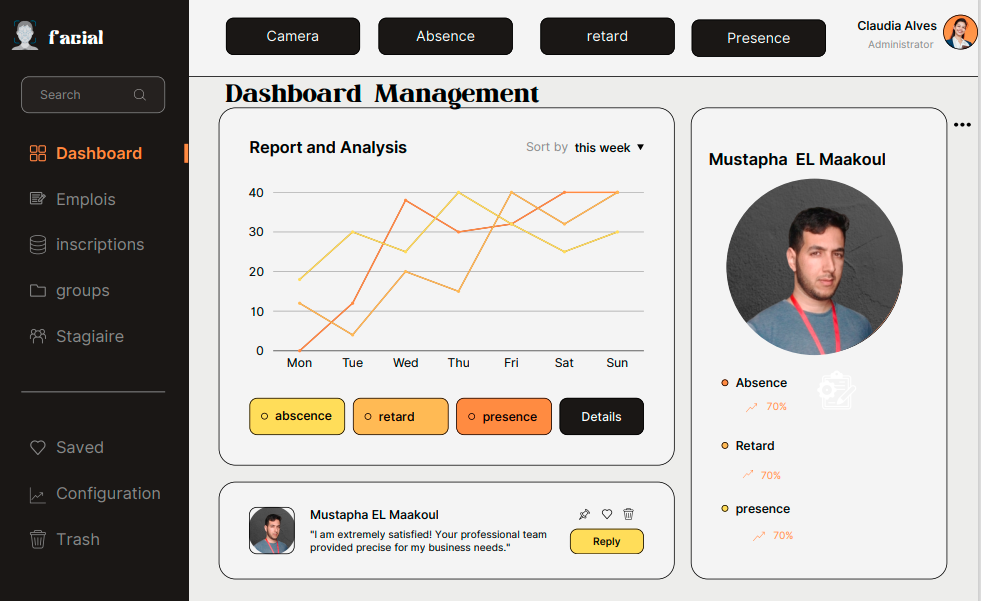 facial
Search
Dashboard
Emplois
inscriptions
groups
Stagiaire
Saved
Configuration
Trash
Camera
Absence
retard
Presence
Claudia Alves
Administrator
Dashboard Management
Report and Analysis
Sort by this week
40
30
20
10
0
Mon Tue Wed Thu Fri Sat Sun
abscence
retard
presence
Details
Mustapha EL Maakoul
"I am extremely satisfied! Your professional team
provided precise for my business needs."
Reply
Mustapha EL Maakoul
Absence
70%
Retard
70%
presence
70%